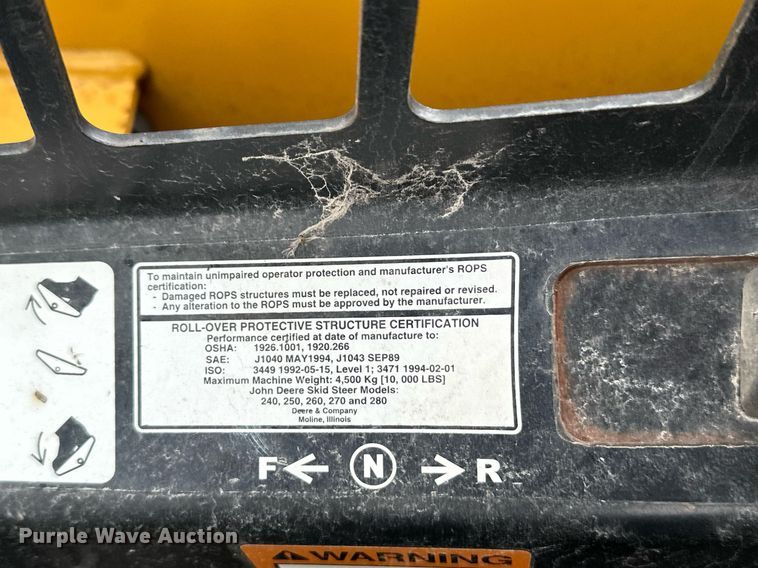 To maintain unimpaired operator protection and manufacturer's ROPS
certification:
- Damaged ROPS structures must be replaced, not repaired or revised.
- Any alteration to the ROPS must be approved by the manufacturer.
ROLL-OVER PROTECTIVE STRUCTURE CERTIFICATION
Performance certified at date of manufacture to:
OSHA: 1926.1001, 1920.266
SAE: J1040 MAY1994, J1043 SEP89
ISO: 3449 1992-05-15, Level 1; 3471 1994-02-01
Maximum Machine Weight: 4,500 Kg [10, 000 LBS]
John Deere Skid Steer Models:
240, 250, 260, 270 and 280
Deere & Company
Moline, Illinois
F N R
Purple Wave Auction
WARNING